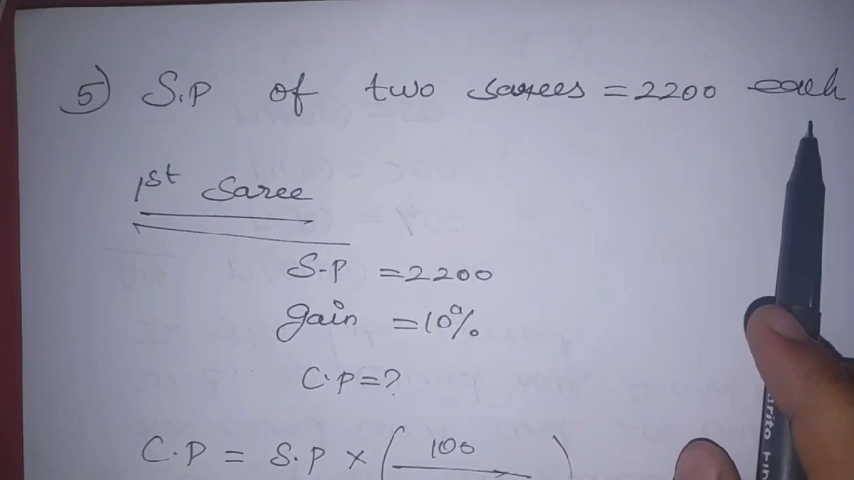 5) S.P of two sarees = 2200 each
1st Saree
S.P = 2200
gain = 10%
C.P = ?
C.P = S.P × ( 100 )